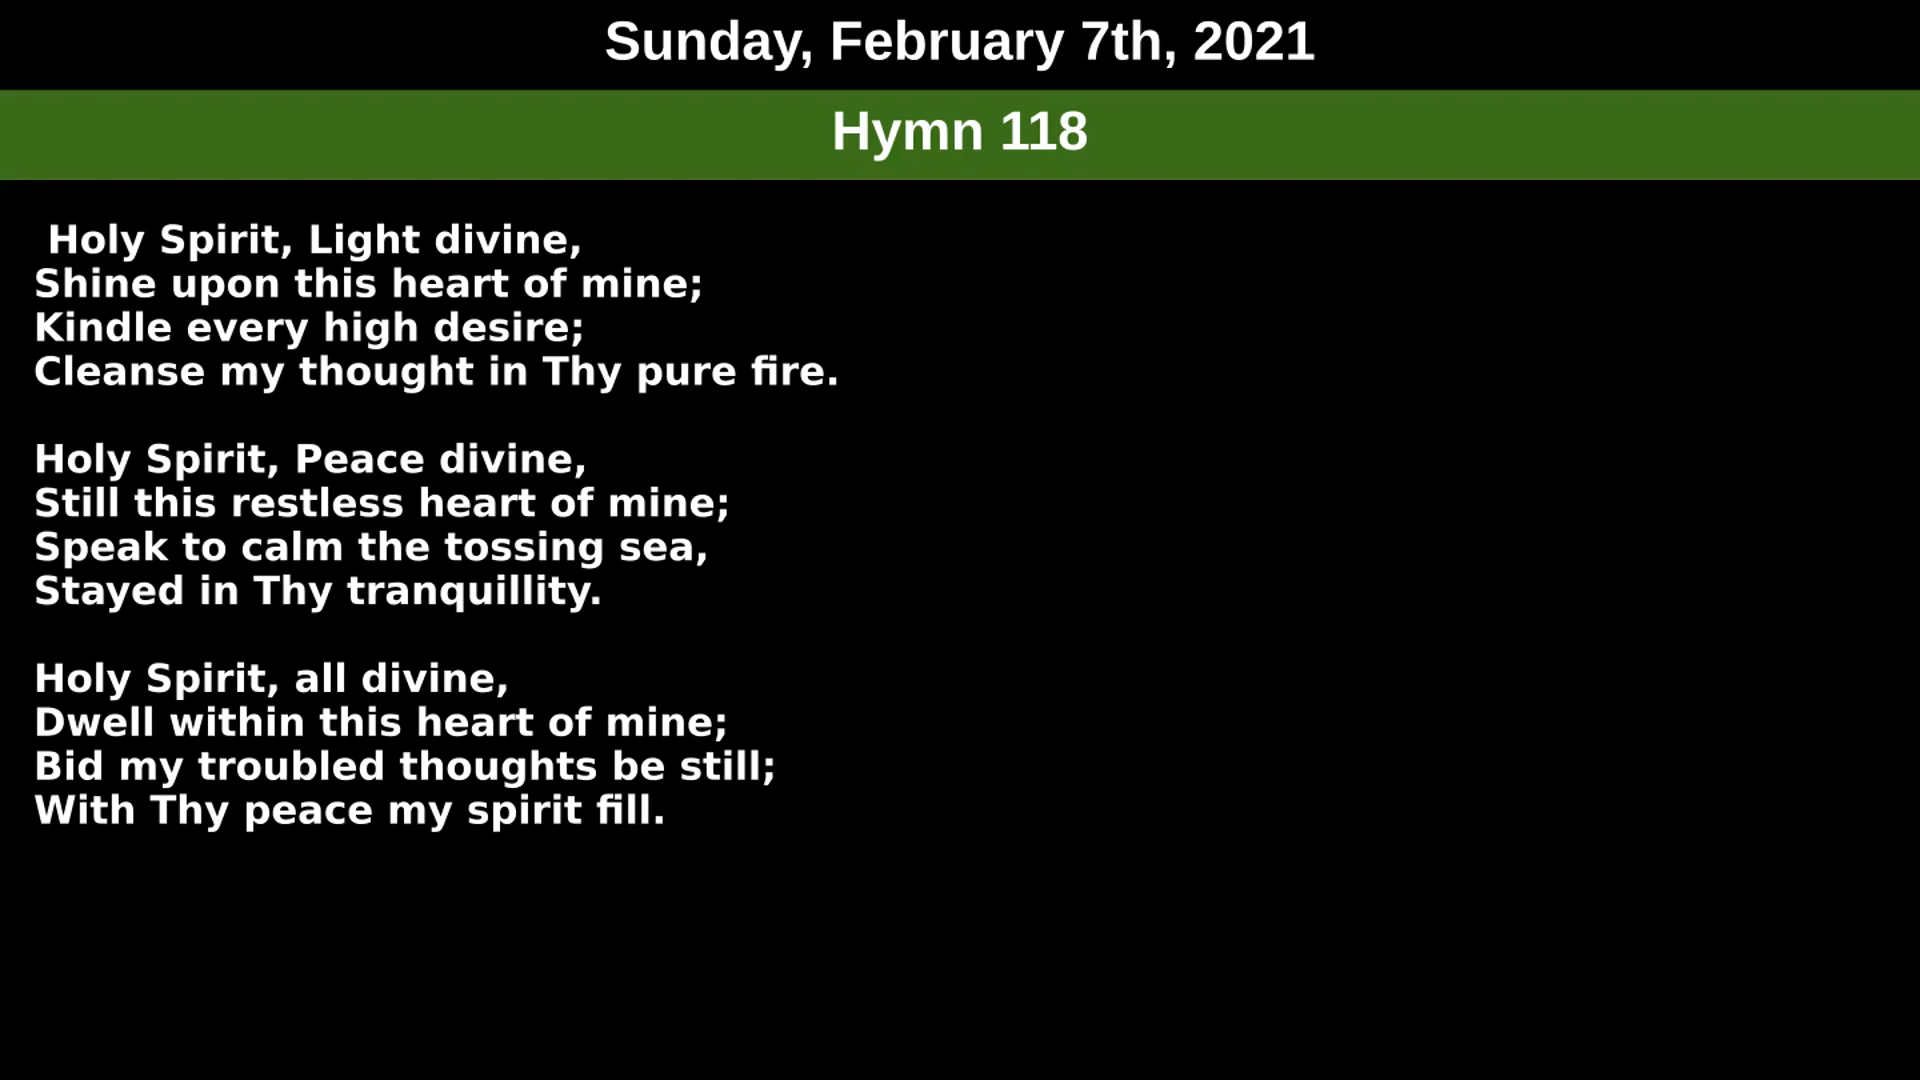 Sunday, February 7th, 2021
Hymn 118
Holy Spirit, Light divine,
Shine upon this heart of mine;
Kindle every high desire;
Cleanse my thought in Thy pure fire.
Holy Spirit, Peace divine,
Still this restless heart of mine;
Speak to calm the tossing sea,
Stayed in Thy tranquillity.
Holy Spirit, all divine,
Dwell within this heart of mine;
Bid my troubled thoughts be still;
With Thy peace my spirit fill.